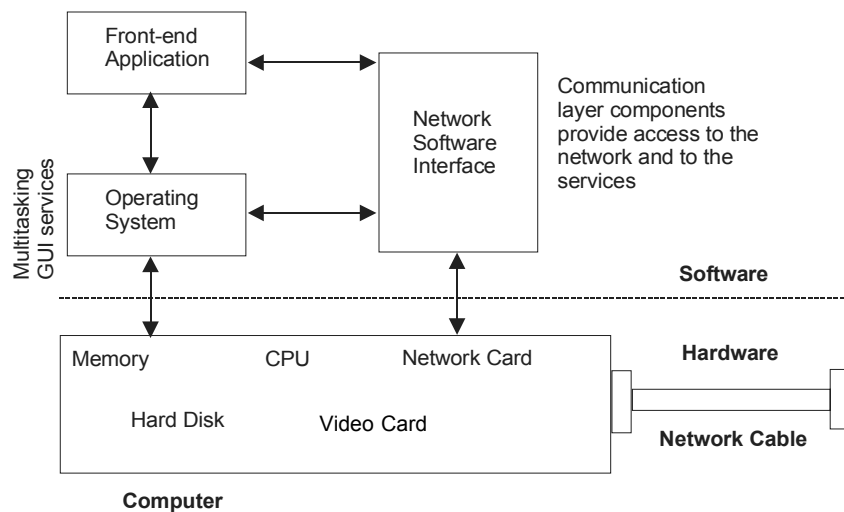 Front-end
Application
Network
Software
Interface
Communication
layer components
provide access to the
network and to the
services
Multitasking
GUI services
Operating
System
Software
Memory
CPU
Network Card
Hardware
Hard Disk
Video Card
Network Cable
Computer